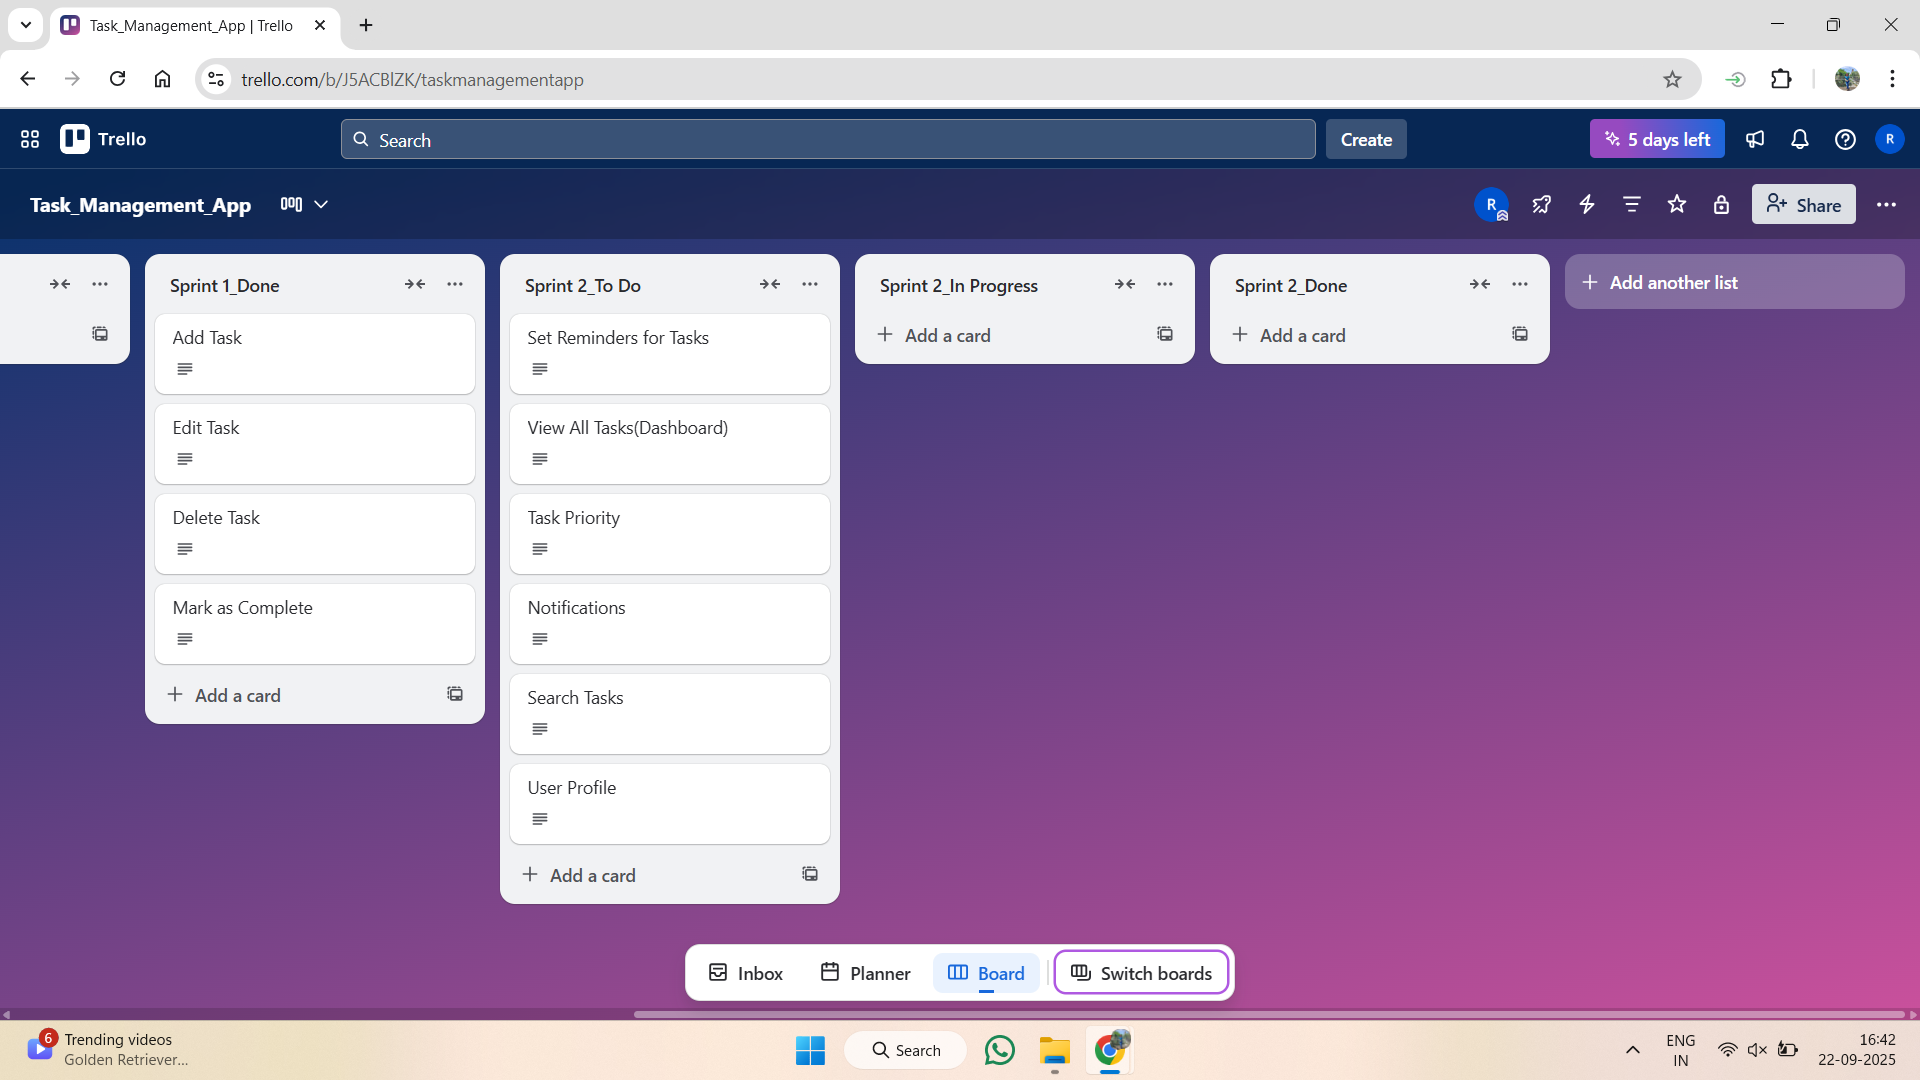 Task_Management_App | Trello
trello.com/b/J5ACBlZK/taskmanagementapp
Trello
Search
Create
5 days left
R
Task_Management_App
R
Share
Sprint 1_Done
Add Task
Edit Task
Delete Task
Mark as Complete
Add a card
Sprint 2_To Do
Set Reminders for Tasks
View All Tasks(Dashboard)
Task Priority
Notifications
Search Tasks
User Profile
Add a card
Sprint 2_In Progress
Add a card
Sprint 2_Done
Add a card
Add another list
Inbox
Planner
Board
Switch boards
6
Trending videos
Golden Retriever...
Search
ENG
IN
16:42
22-09-2025